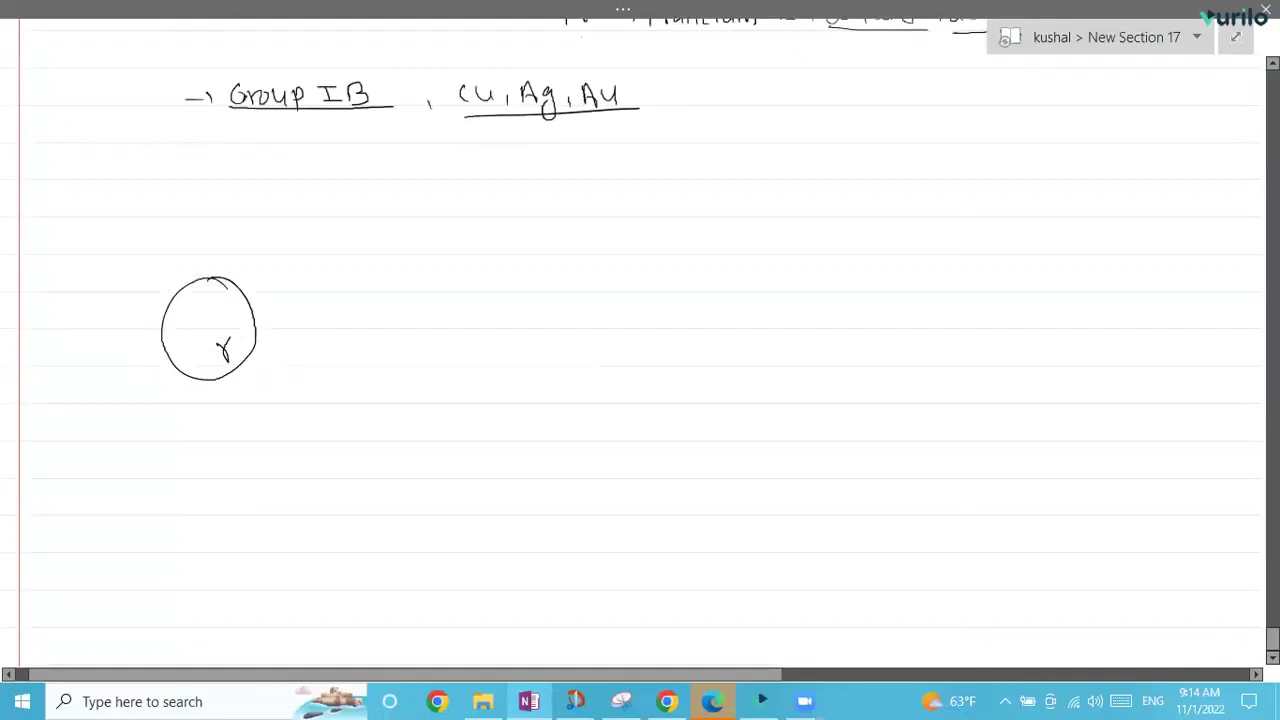 ...
vurilo
kushal > New Section 17
→ Group IB , Cu, Ag, Au
r
Type here to search
63°F
ENG
9:14 AM
11/1/2022